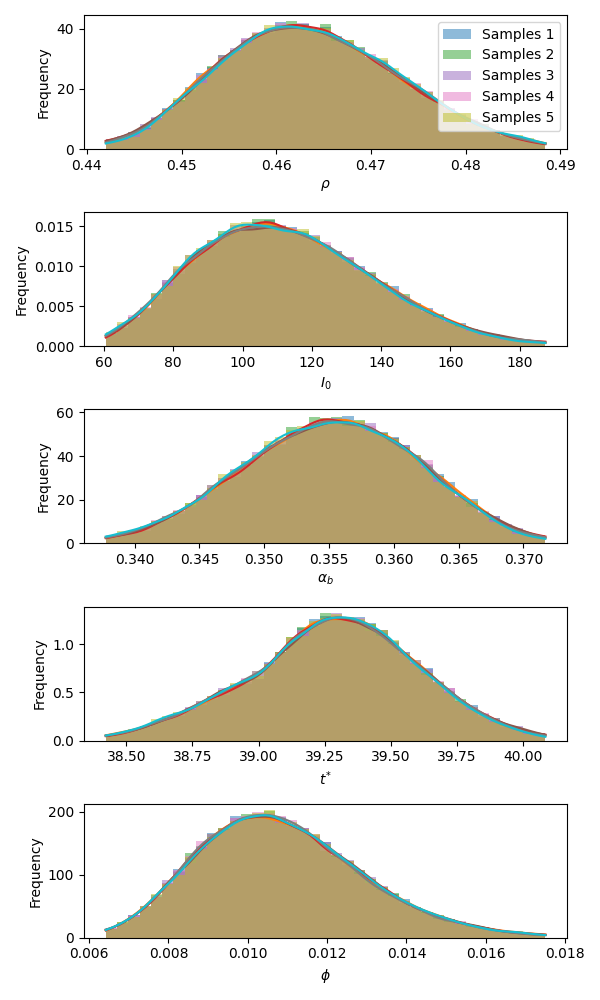 40
20
0
Frequency
Samples 1
Samples 2
Samples 3
Samples 4
Samples 5
0.44 0.45 0.46 0.47 0.48 0.49
ρ
0.015
0.010
0.005
0.000
Frequency
60 80 100 120 140 160 180
I₀
60
40
20
0
Frequency
0.340 0.345 0.350 0.355 0.360 0.365 0.370
α_b
1.0
0.5
0.0
Frequency
38.50 38.75 39.00 39.25 39.50 39.75 40.00
t*
200
100
0
Frequency
0.006 0.008 0.010 0.012 0.014 0.016 0.018
ϕ